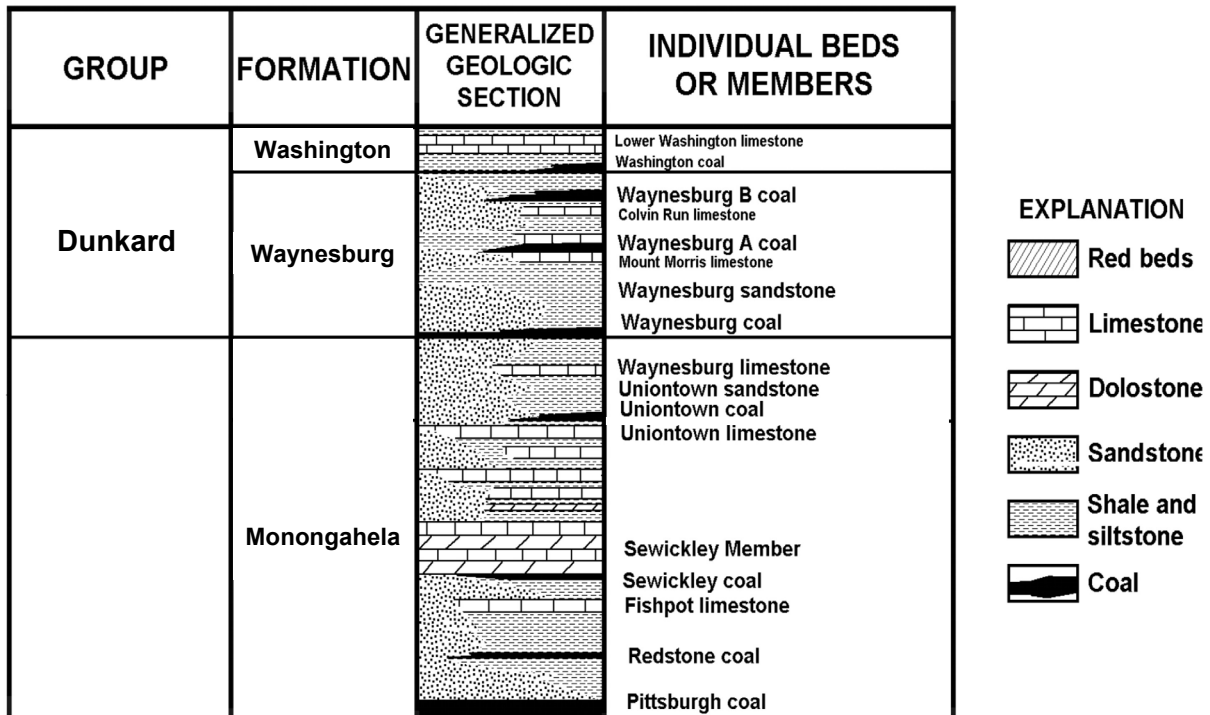 GROUP
FORMATION
GENERALIZED
GEOLOGIC
SECTION
INDIVIDUAL BEDS
OR MEMBERS
Dunkard
Washington
Lower Washington limestone
Washington coal
Waynesburg
Waynesburg B coal
Colvin Run limestone
Waynesburg A coal
Mount Morris limestone
Waynesburg sandstone
Waynesburg coal
Monongahela
Waynesburg limestone
Uniontown sandstone
Uniontown coal
Uniontown limestone
Sewickley Member
Sewickley coal
Fishpot limestone
Redstone coal
Pittsburgh coal
EXPLANATION
Red beds
Limestone
Dolostone
Sandstone
Shale and
siltstone
Coal